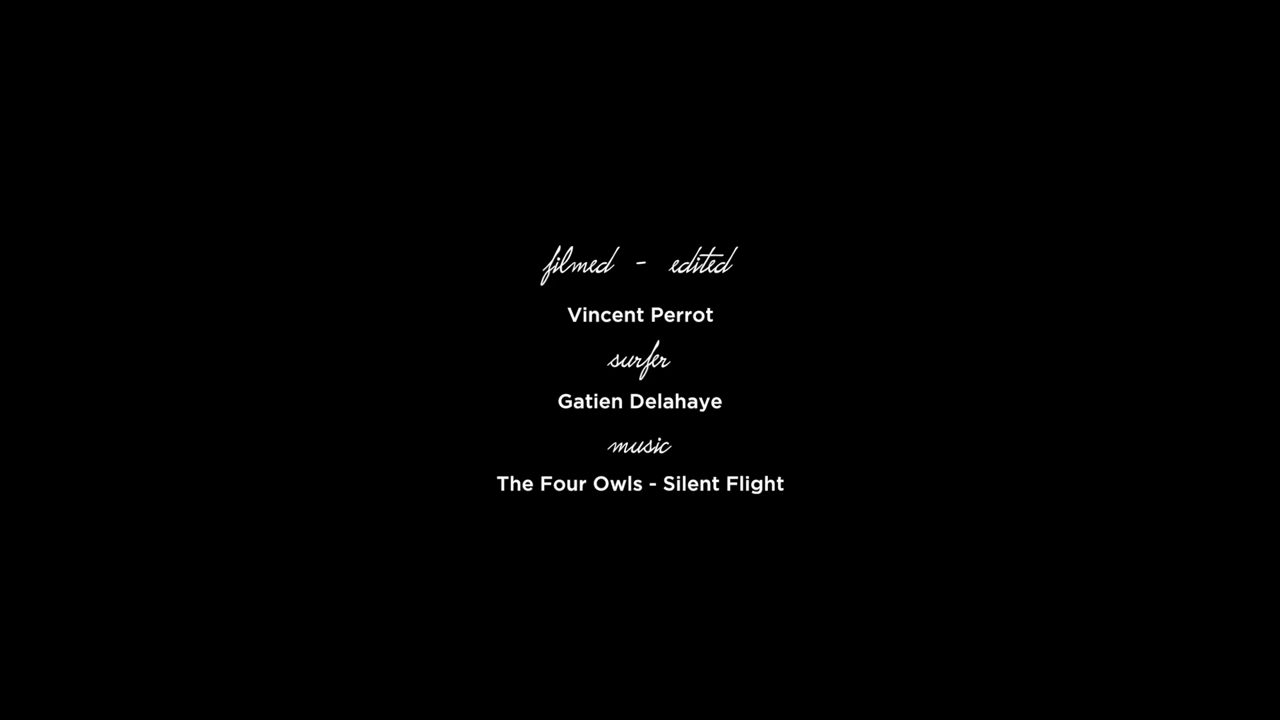 filmed - edited
Vincent Perrot
surfer
Gatien Delahaye
music
The Four Owls - Silent Flight